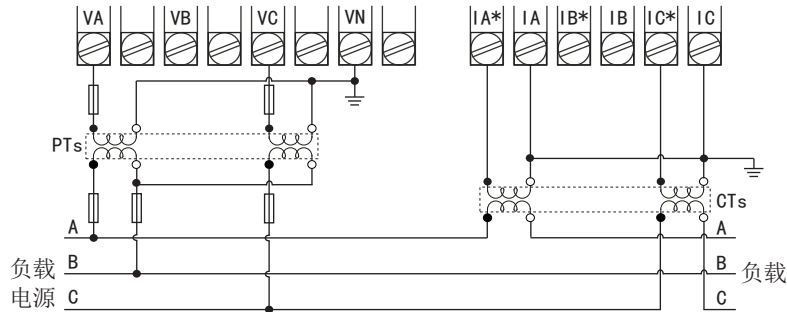 VA VB VC VN IA* IA IB* IB IC* IC
PTs
CTs
A A
负载 B B 负载
电源 C C